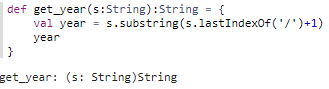 def get_year(s:String):String = {
    val year = s.substring(s.lastIndexOf('/')+1)
    year
}
get_year: (s: String)String